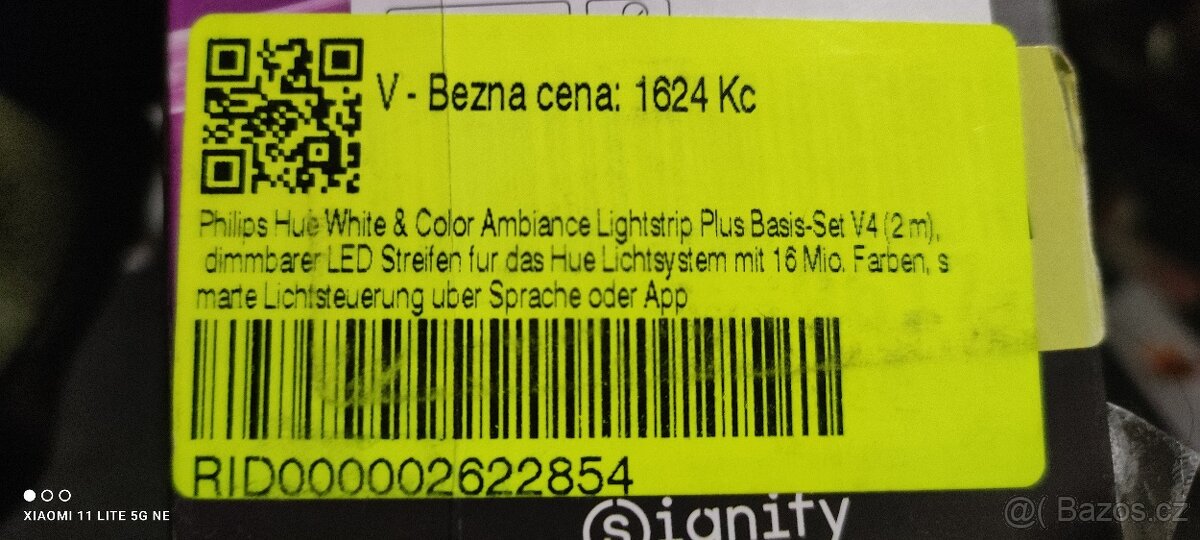 V - Bezna cena: 1624 Kc
Philips Hue White & Color Ambiance Lightstrip Plus Basis-Set V4 (2 m),
dimmbarer LED Streifen fur das Hue Lichtsystem mit 16 Mio. Farben, s
marte Lichtsteuerung uber Sprache oder App
RID000002622854
Signify
XIAOMI 11 LITE 5G NE
@( Bazos.cz